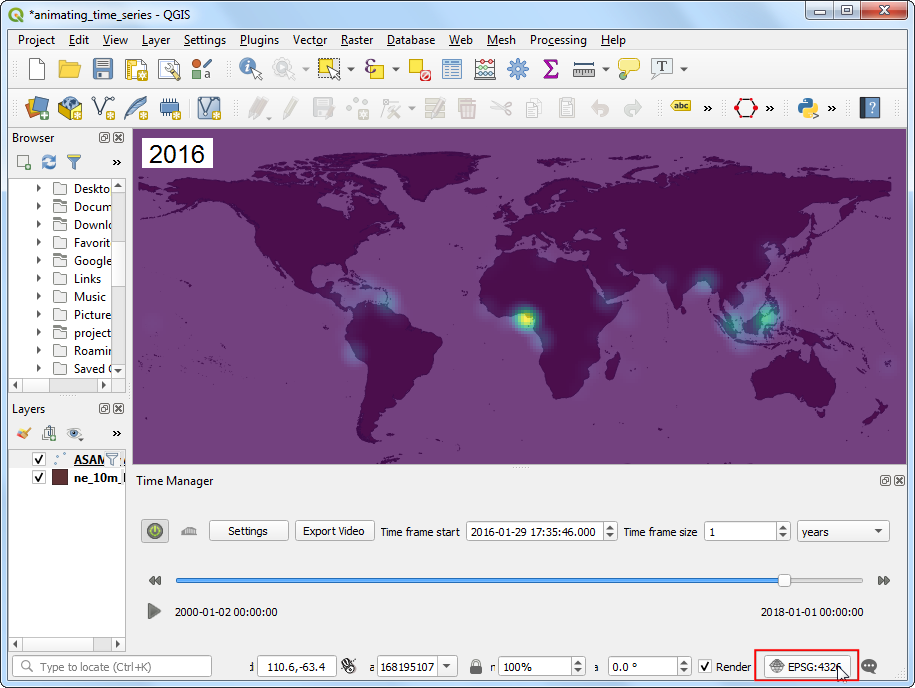 *animating_time_series - QGIS
Project Edit View Layer Settings Plugins Vector Raster Database Web Mesh Processing Help
abc » » »
Browser
»
Deskto
Docum
Downlo
Favorit
Google
Links
Music
Picture
project
Roamin
Saved
Layers
»
ASAM
ne_10m_
2016
Time Manager
Settings Export Video Time frame start 2016-01-29 17:35:46.000 Time frame size 1 years
2000-01-02 00:00:00 2018-01-01 00:00:00
Type to locate (Ctrl+K) 110.6,-63.4 168195107 100% 0.0 ° Render EPSG:4326